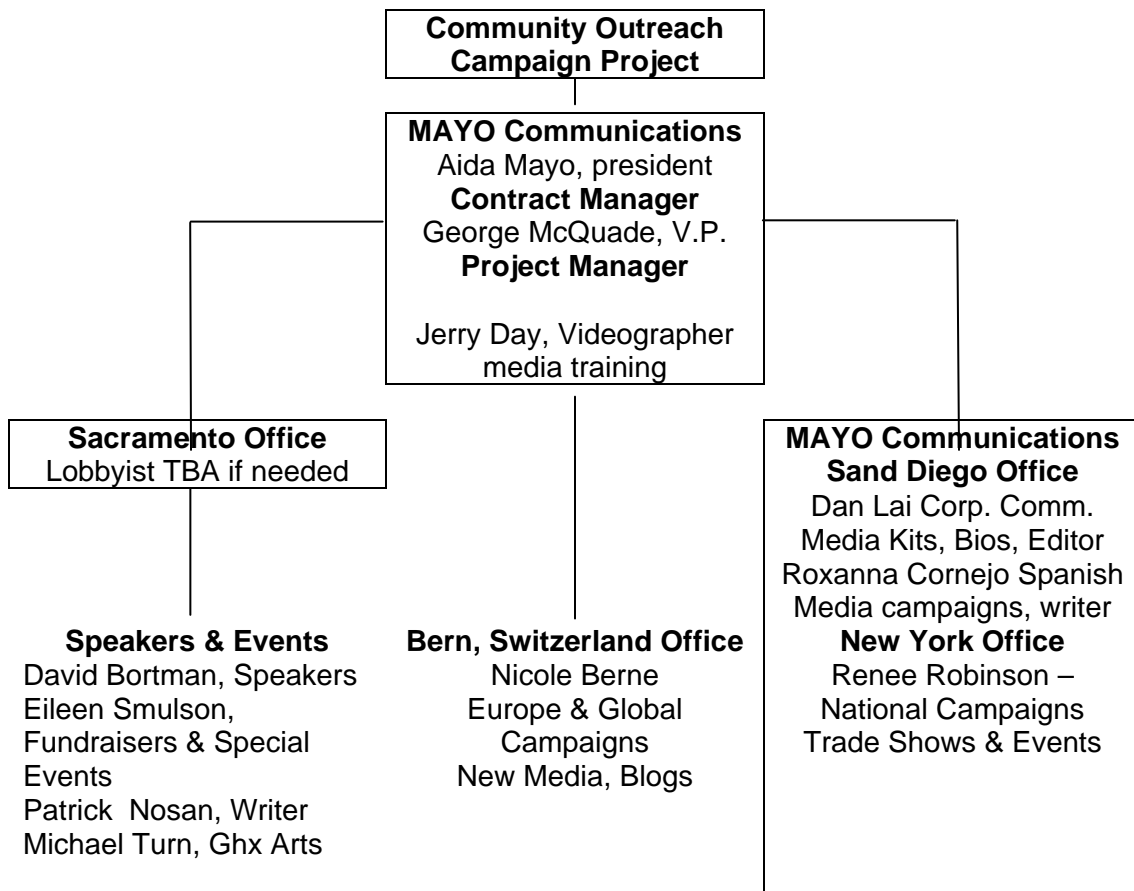 Community Outreach
Campaign Project
MAYO Communications
Aida Mayo, president
Contract Manager
George McQuade, V.P.
Project Manager
Jerry Day, Videographer
media training
Sacramento Office
Lobbyist TBA if needed
Speakers & Events
David Bortman, Speakers
Eileen Smulson,
Fundraisers & Special
Events
Patrick  Nosan, Writer
Michael Turn, Ghx Arts
Bern, Switzerland Office
Nicole Berne
Europe & Global
Campaigns
New Media, Blogs
MAYO Communications
Sand Diego Office
Dan Lai Corp. Comm.
Media Kits, Bios, Editor
Roxanna Cornejo Spanish
Media campaigns, writer
New York Office
Renee Robinson –
National Campaigns
Trade Shows & Events